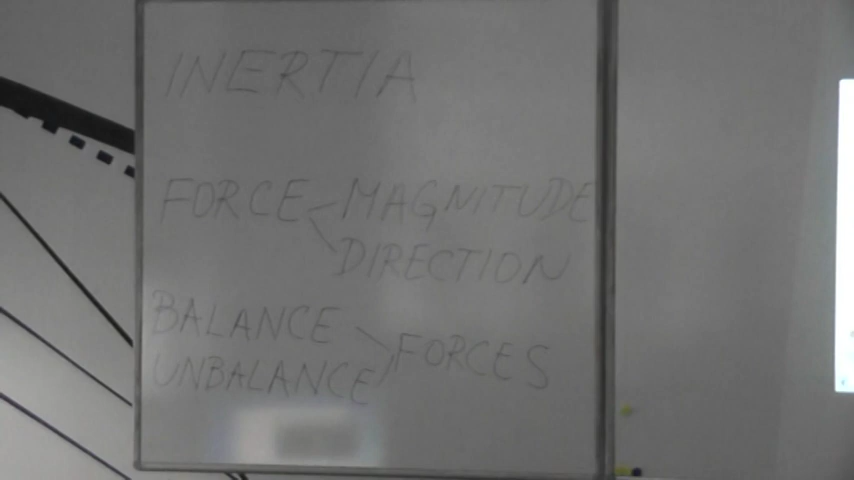 INERTIA
FORCE MAGNITUDE
DIRECTION
BALANCE
UNBALANCE FORCES